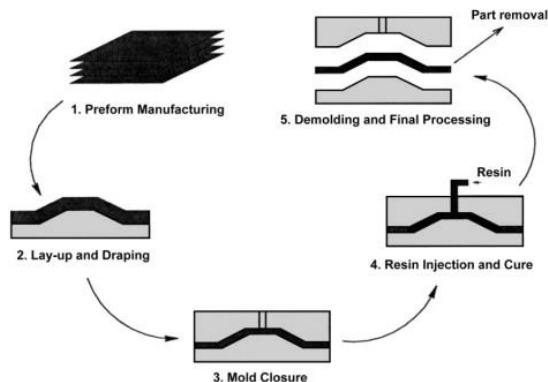 1. Preform Manufacturing
2. Lay-up and Draping
3. Mold Closure
Resin
4. Resin Injection and Cure
Part removal
5. Demolding and Final Processing